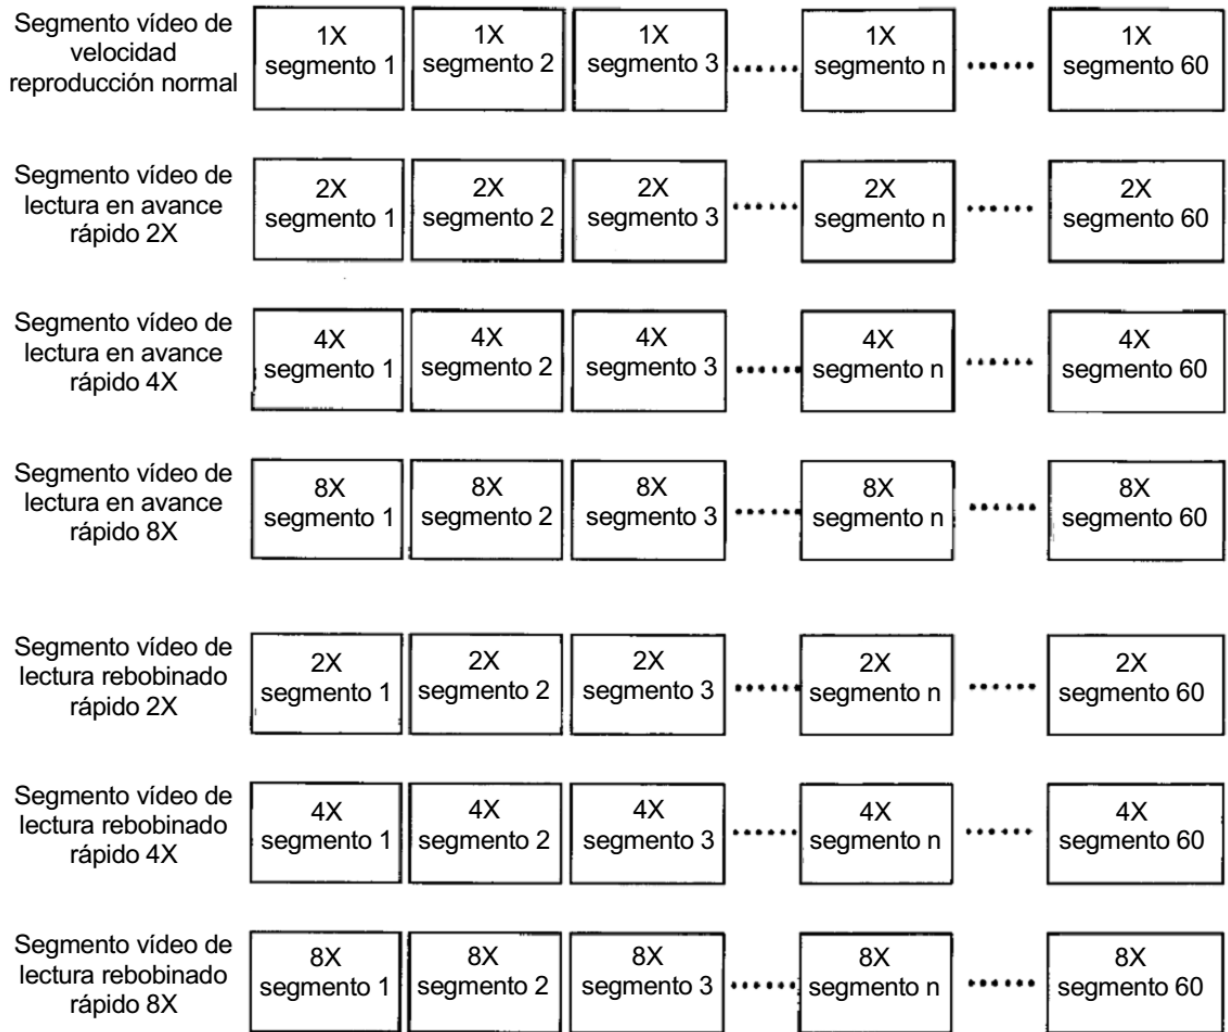 Segmento vídeo de
velocidad
reproducción normal
1X 1X 1X 1X 1X
segmento 1 segmento 2 segmento 3 ...... segmento n ...... segmento 60
Segmento vídeo de
lectura en avance
rápido 2X
2X 2X 2X 2X 2X
segmento 1 segmento 2 segmento 3 ...... segmento n ...... segmento 60
Segmento vídeo de
lectura en avance
rápido 4X
4X 4X 4X 4X 4X
segmento 1 segmento 2 segmento 3 ...... segmento n ...... segmento 60
Segmento vídeo de
lectura en avance
rápido 8X
8X 8X 8X 8X 8X
segmento 1 segmento 2 segmento 3 ...... segmento n ...... segmento 60
Segmento vídeo de
lectura rebobinado
rápido 2X
2X 2X 2X 2X 2X
segmento 1 segmento 2 segmento 3 ...... segmento n ...... segmento 60
Segmento vídeo de
lectura rebobinado
rápido 4X
4X 4X 4X 4X 4X
segmento 1 segmento 2 segmento 3 ...... segmento n ...... segmento 60
Segmento vídeo de
lectura rebobinado
rápido 8X
8X 8X 8X 8X 8X
segmento 1 segmento 2 segmento 3 ...... segmento n ...... segmento 60